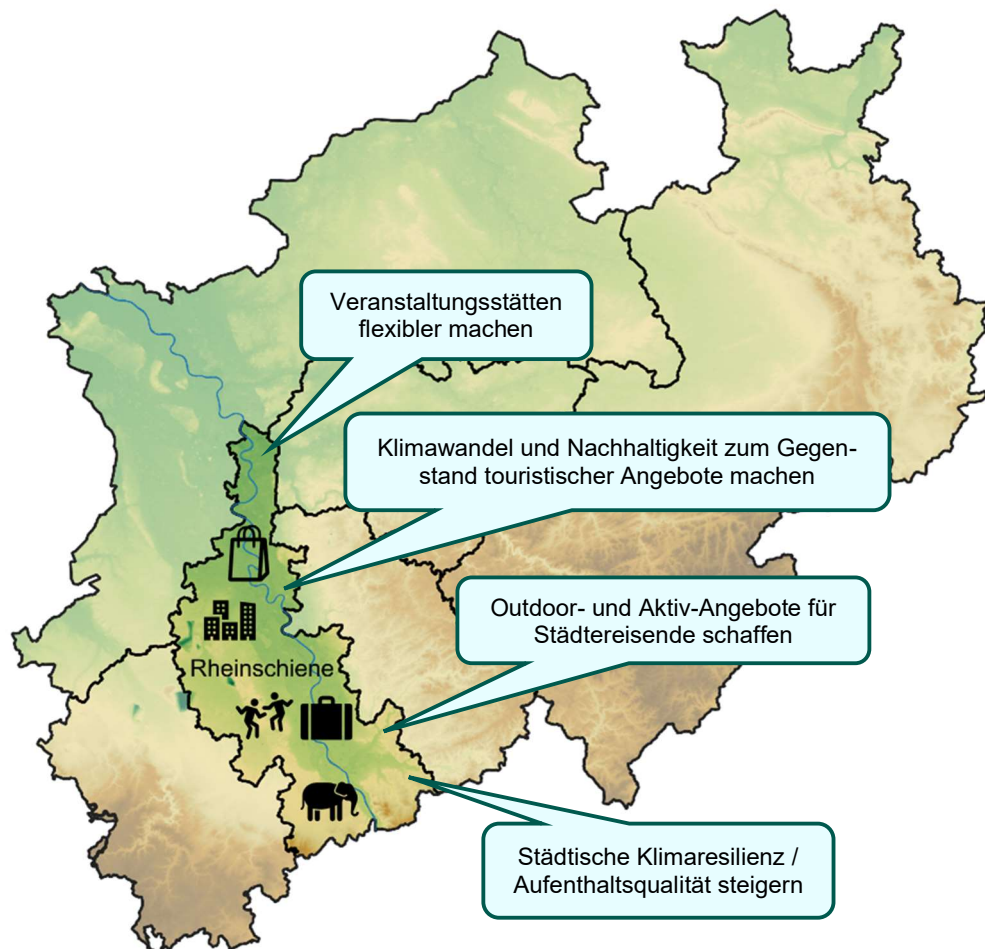 Veranstaltungsstätten
flexibler machen
Klimawandel und Nachhaltigkeit zum Gegen-
stand touristischer Angebote machen
Outdoor- und Aktiv-Angebote für
Städtereisende schaffen
Rheinschiene
Städtische Klimaresilienz /
Aufenthaltsqualität steigern